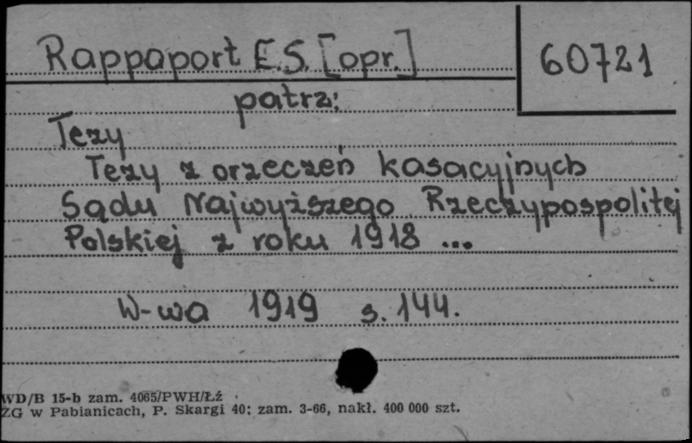 Rappaport E.S. [opr.]
60721
patrz:
Tezy
Tezy z orzeczeń kasacyjnych
Sądu Najwyższego Rzeczypospolitej
Polskiej z roku 1918 ...
W-wa 1919 s. 144.
WD/B 15-b zam. 4065/PWH/Łź
ZG w Pabianicach, P. Skargi 40; zam. 3-66, nakł. 400 000 szt.